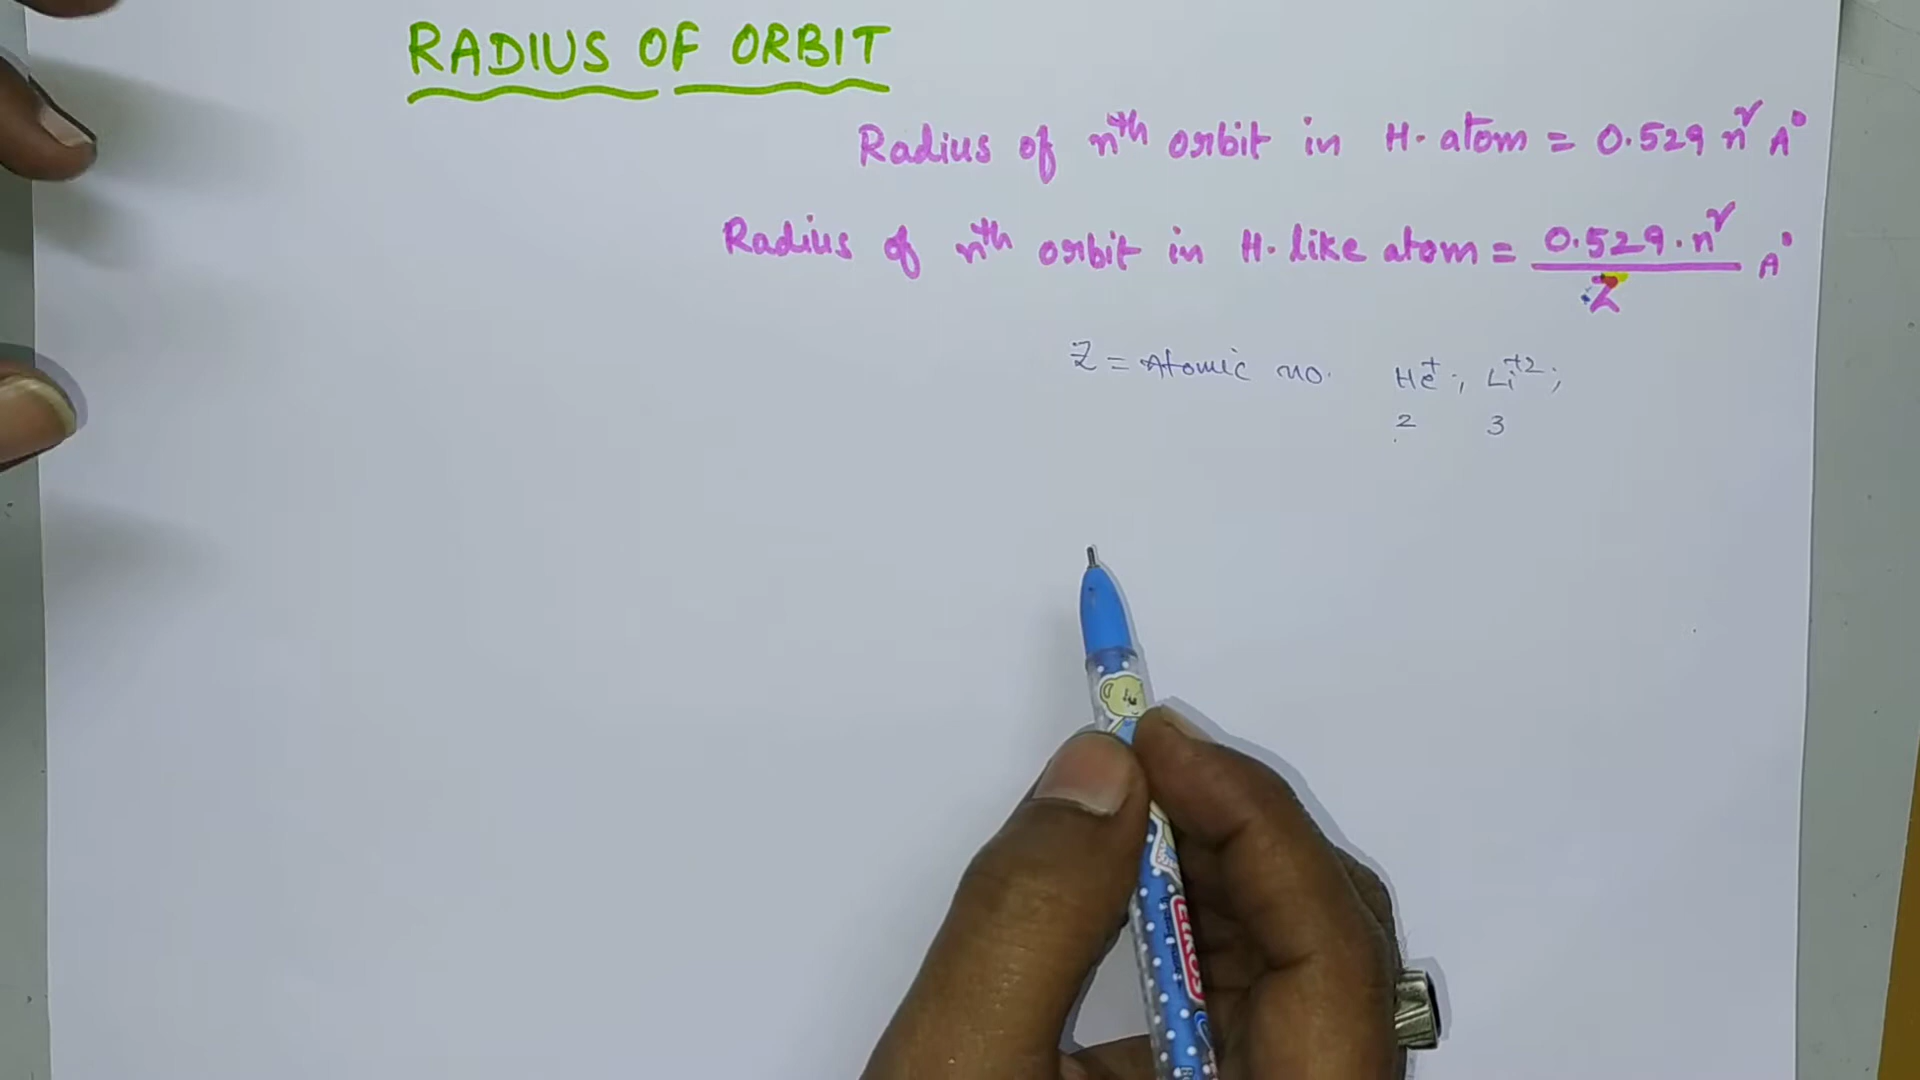 RADIUS OF ORBIT
Radius of nth orbit in H-atom = 0.529 n² A°
Radius of nth orbit in H-like atom = 0.529·n² / Z A°
Z = Atomic no. He⁺; Li⁺²;
2 3
ELKOS